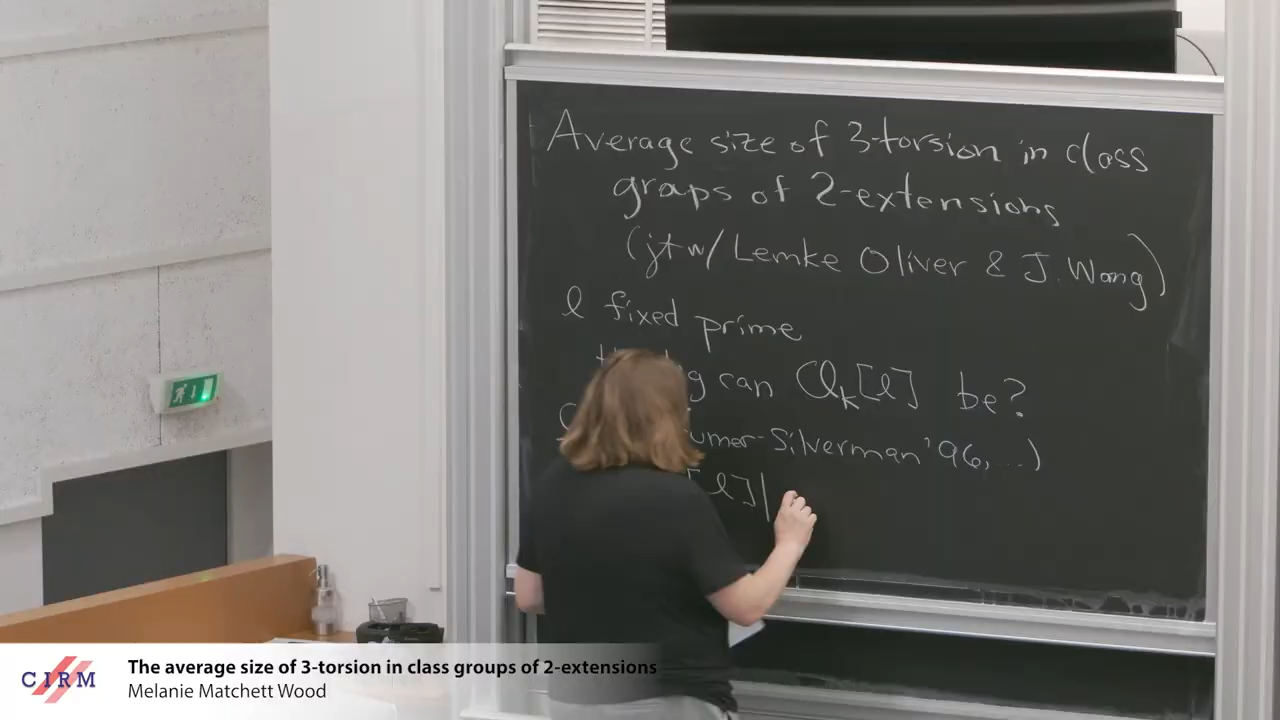 Average size of 3-torsion in class
graps of 2-extensions
(jt w/ Lemke Oliver & J. Wang)
l fixed prime
can Cl_k[l] be?
Silverman '96, ...)
[l]|
CIRM
The average size of 3-torsion in class groups of 2-extensions
Melanie Matchett Wood